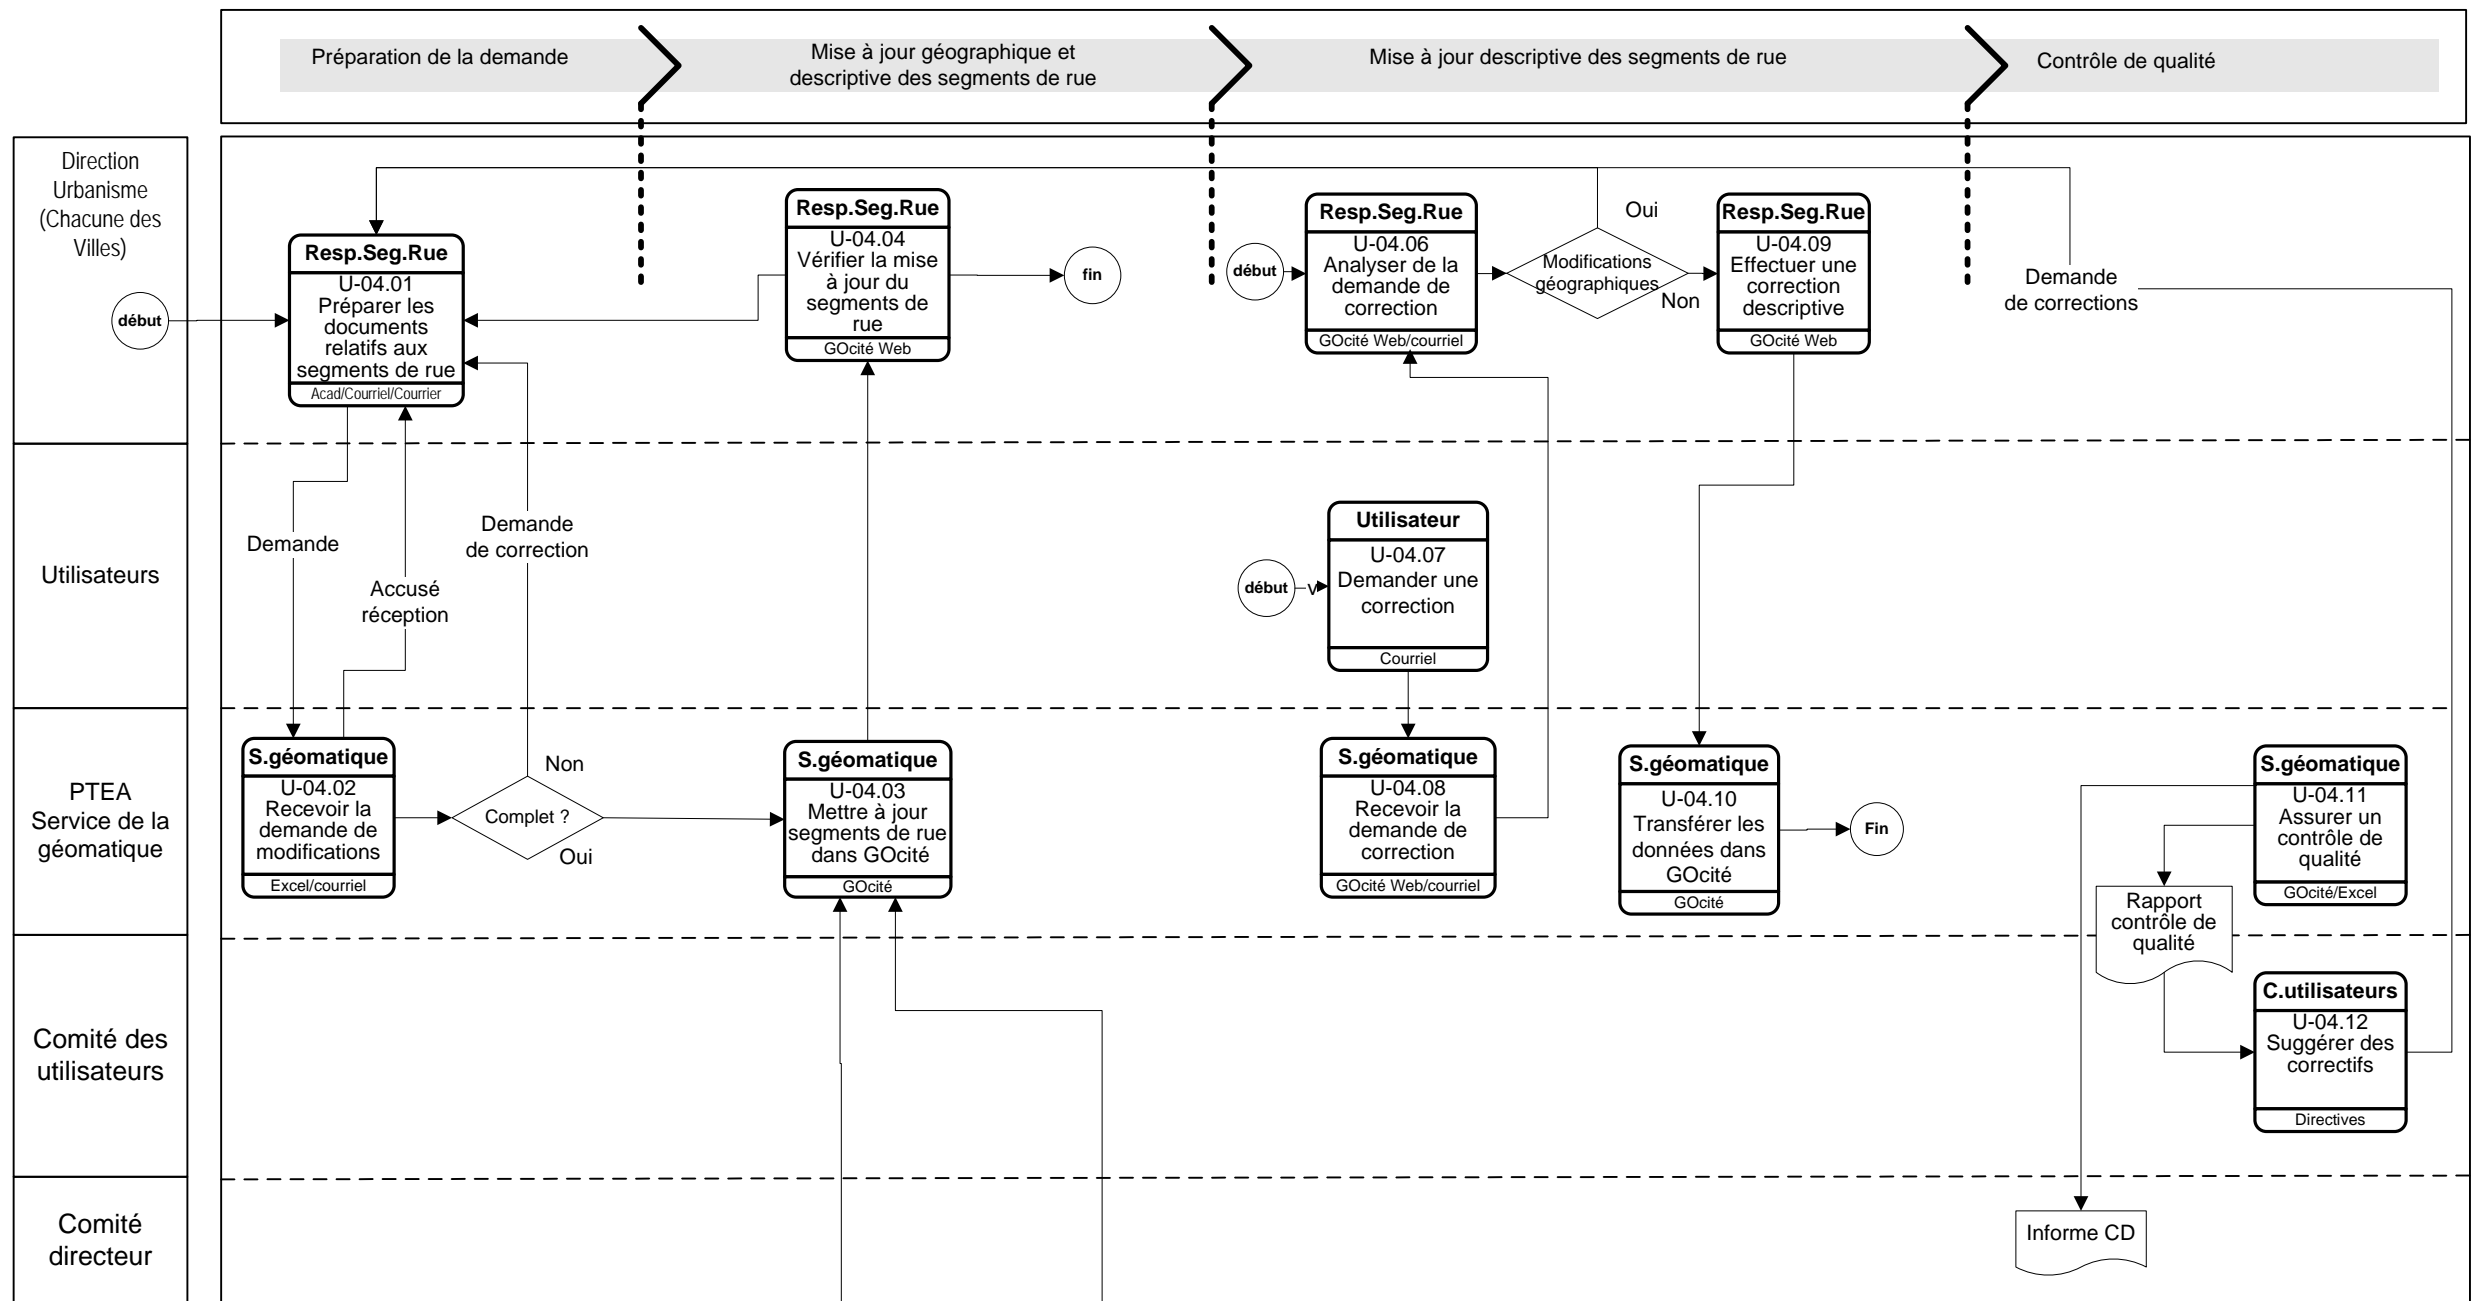 Préparation de la demande
Mise à jour géographique et
descriptive des segments de rue
Mise à jour descriptive des segments de rue
Contrôle de qualité
Direction
Urbanisme
(Chacune des
Villes)
début
Resp.Seg.Rue
U-04.01
Préparer les
documents
relatifs aux
segments de rue
Acad/Courriel/Courrier
Resp.Seg.Rue
U-04.04
Vérifier la mise
à jour du
segments de
rue
GOcité Web
fin
début
Resp.Seg.Rue
U-04.06
Analyser de la
demande de
correction
GOcité Web/courriel
Modifications
géographiques
Oui
Non
Resp.Seg.Rue
U-04.09
Effectuer une
correction
descriptive
GOcité Web
Demande
de corrections
Utilisateurs
Demande
Accusé
réception
Demande
de correction
début
v
Utilisateur
U-04.07
Demander une
correction
Courriel
PTEA
Service de la
géomatique
S.géomatique
U-04.02
Recevoir la
demande de
modifications
Excel/courriel
Non
Complet ?
Oui
S.géomatique
U-04.03
Mettre à jour
segments de rue
dans GOcité
GOcité
S.géomatique
U-04.08
Recevoir la
demande de
correction
GOcité Web/courriel
S.géomatique
U-04.10
Transférer les
données dans
GOcité
GOcité
Fin
S.géomatique
U-04.11
Assurer un
contrôle de
qualité
GOcité/Excel
Rapport
contrôle de
qualité
Comité des
utilisateurs
C.utilisateurs
U-04.12
Suggérer des
correctifs
Directives
Comité
directeur
Informe CD